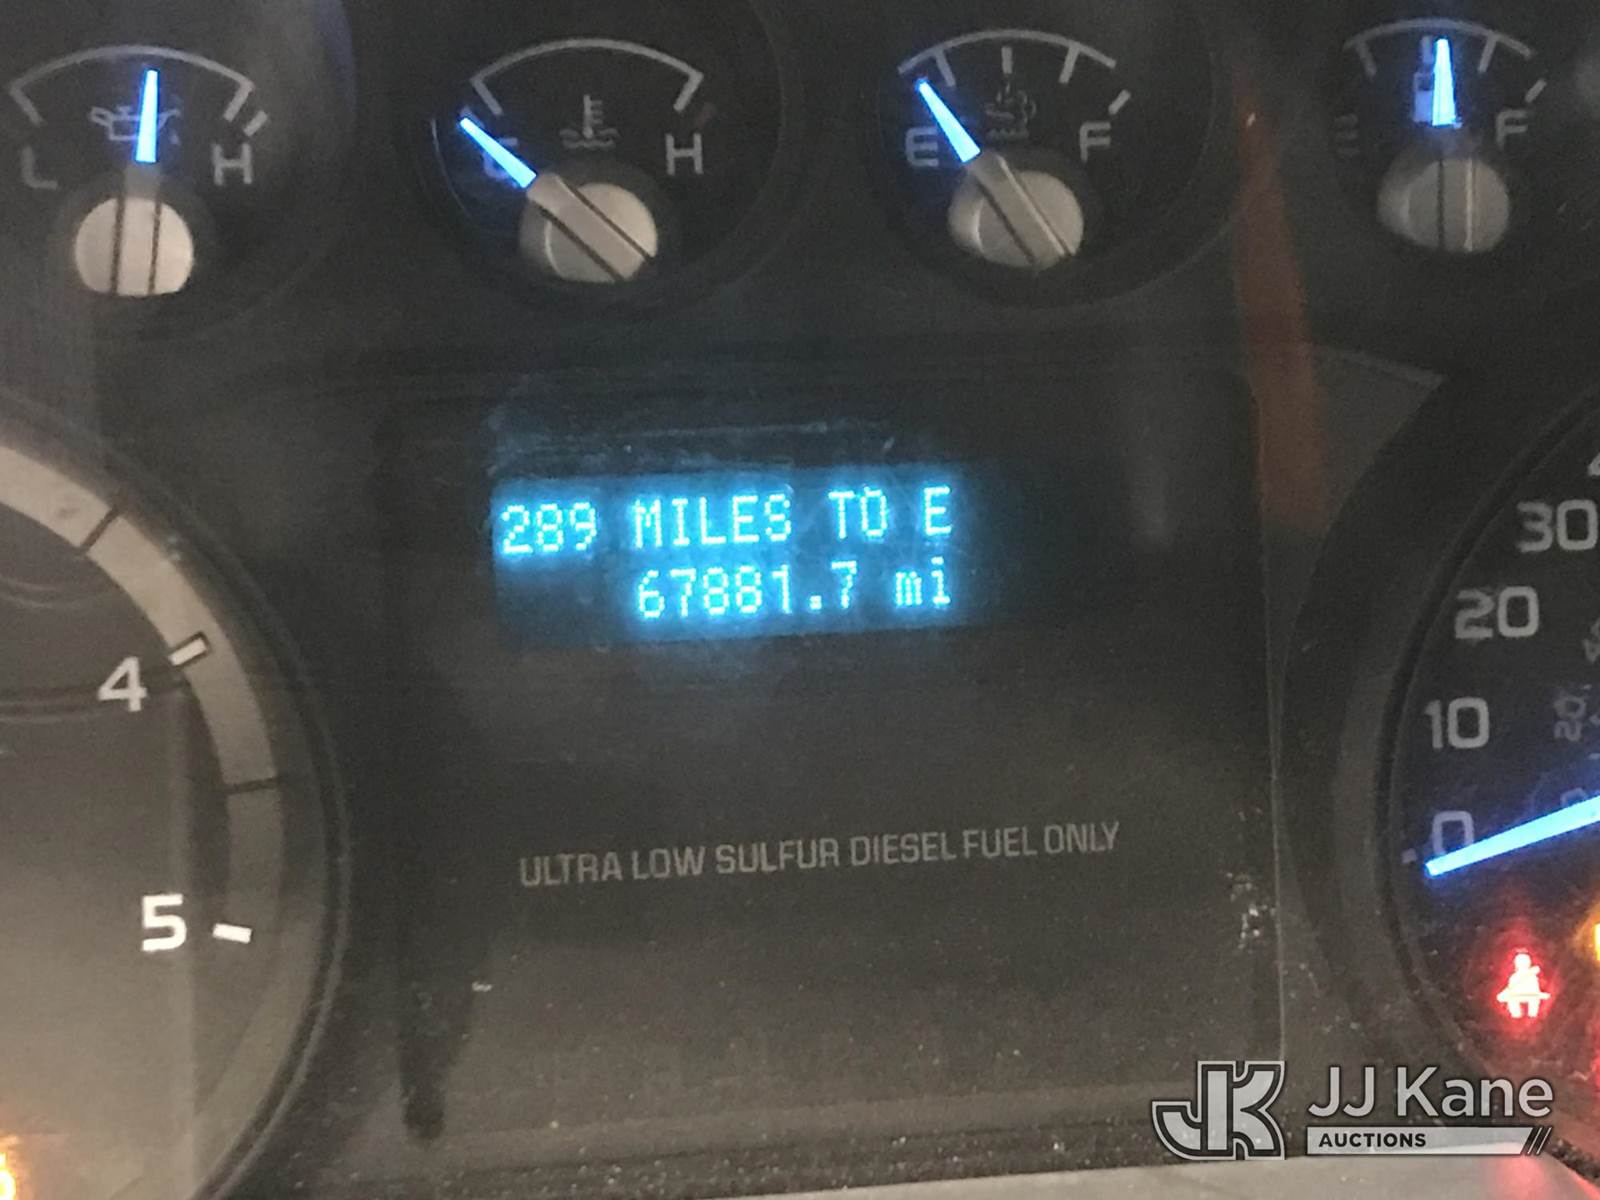 L H
H
E F
E F
289 MILES TO E
67881.7 mi
30
20
10
0
4
5
ULTRA LOW SULFUR DIESEL FUEL ONLY
JK JJ Kane
AUCTIONS